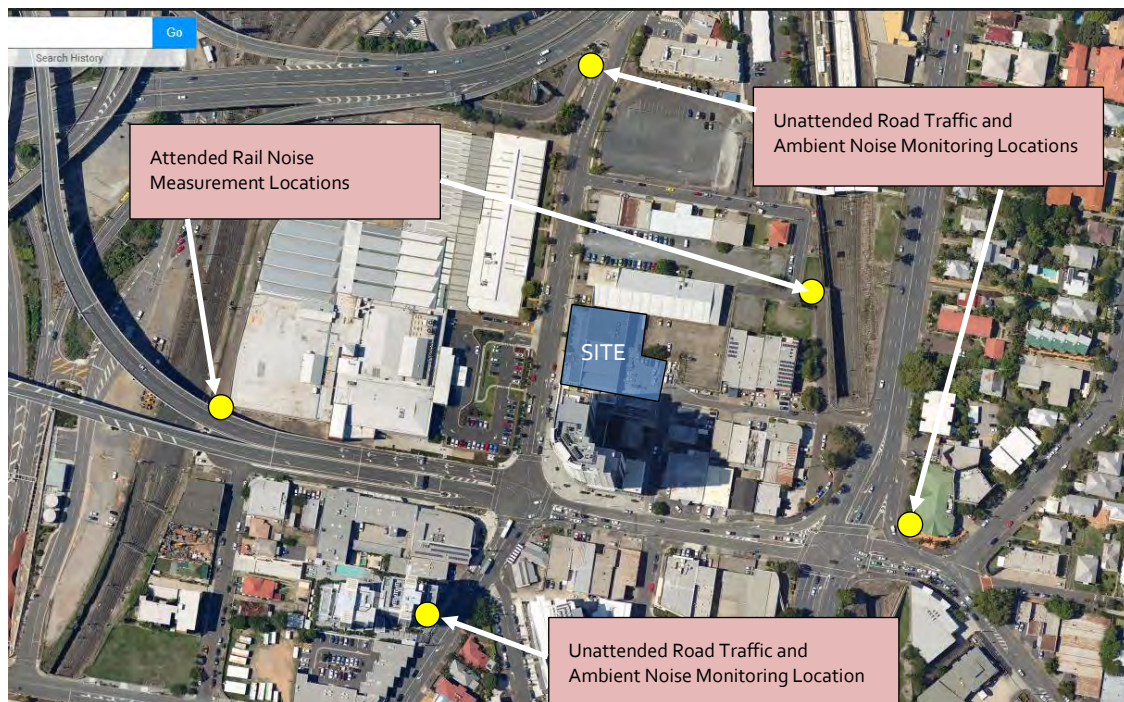 Go
Search History
Unattended Road Traffic and
Ambient Noise Monitoring Locations
Attended Rail Noise
Measurement Locations
SITE
Unattended Road Traffic and
Ambient Noise Monitoring Location